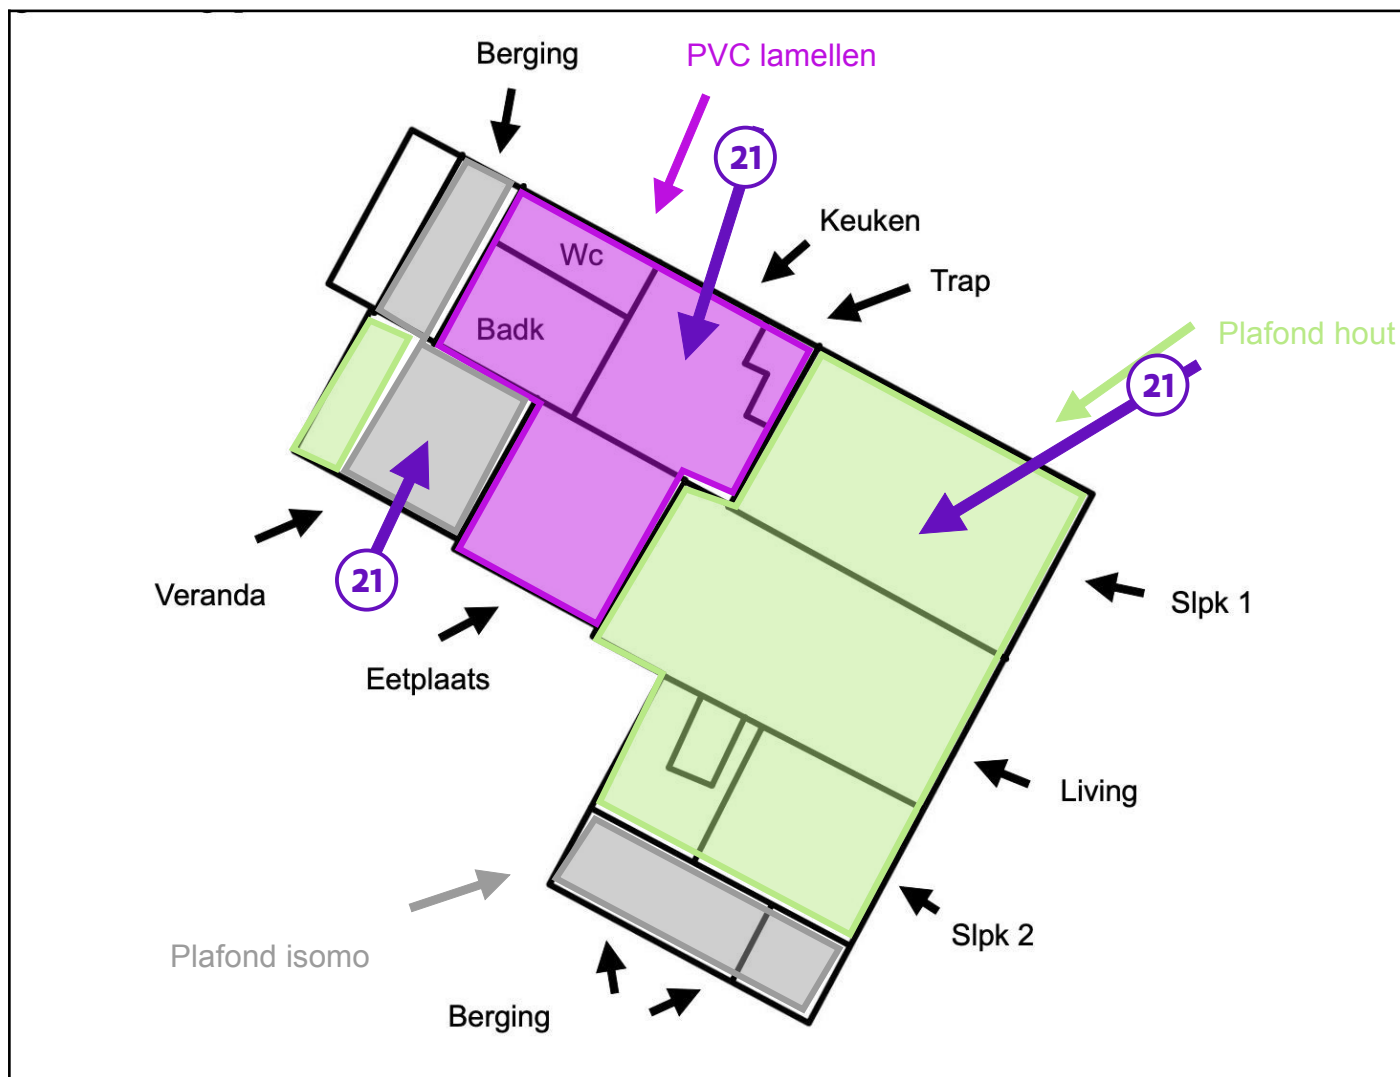 Berging
PVC lamellen
21
Keuken
Wc
Trap
Badk
Plafond hout
21
21
Veranda
Slpk 1
Eetplaats
Living
Slpk 2
Plafond isomo
Berging